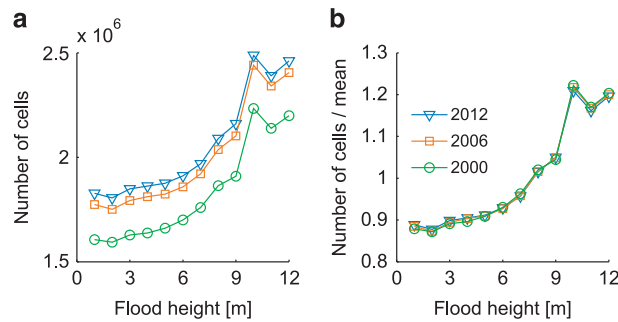 a
× 10⁶
2.5
2
1.5
Number of cells
0 3 6 9 12
Flood height [m]
b
1.3
1.2
1.1
1
0.9
0.8
Number of cells / mean
2012
2006
2000
0 3 6 9 12
Flood height [m]